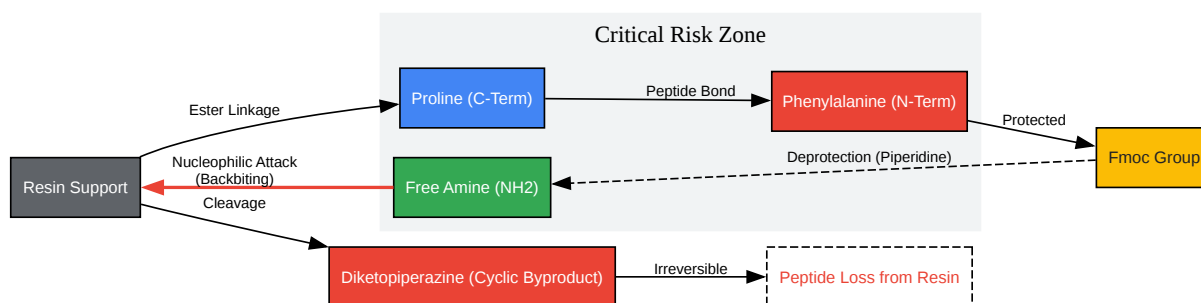 Critical Risk Zone
Proline (C-Term)
Peptide Bond
Phenylalanine (N-Term)
Protected
Ester Linkage
Fmoc Group
Deprotection (Piperidine)
Nucleophilic Attack
(Backbiting)
Resin Support
Free Amine (NH2)
Cleavage
Diketopiperazine (Cyclic Byproduct)
Irreversible
Peptide Loss from Resin